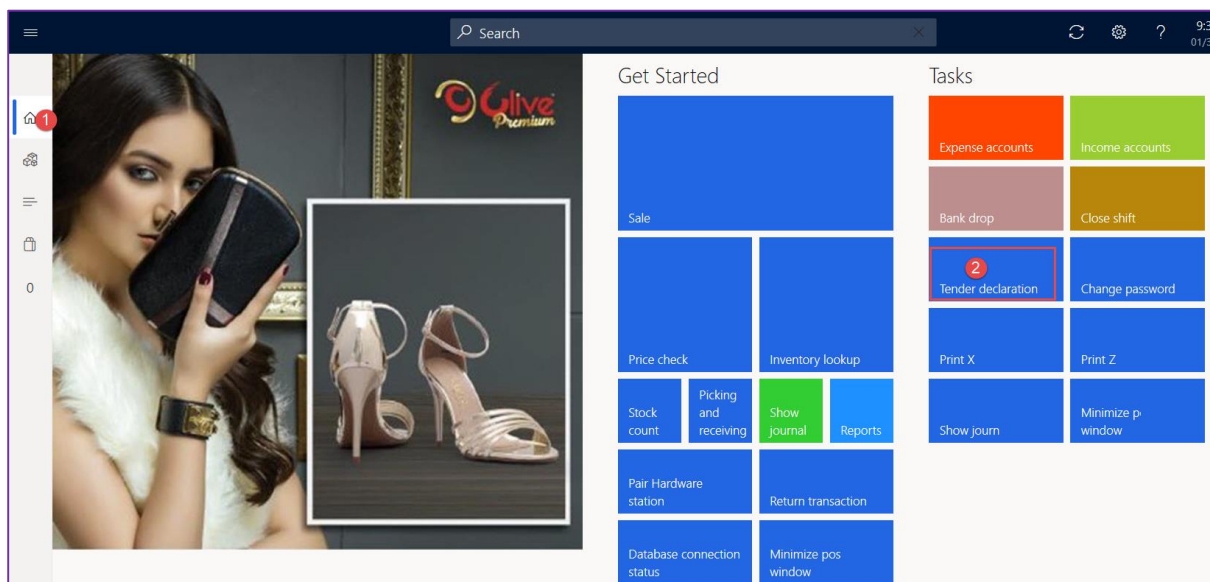 Search
9:3
01/3
1
0
Glive
Premium
Get Started
Sale
Price check
Inventory lookup
Stock
count
Picking
and
receiving
Show
journal
Reports
Pair Hardware
station
Return transaction
Database connection
status
Minimize pos
window
Tasks
Expense accounts
Income accounts
Bank drop
Close shift
2
Tender declaration
Change password
Print X
Print Z
Show journ
Minimize p
window